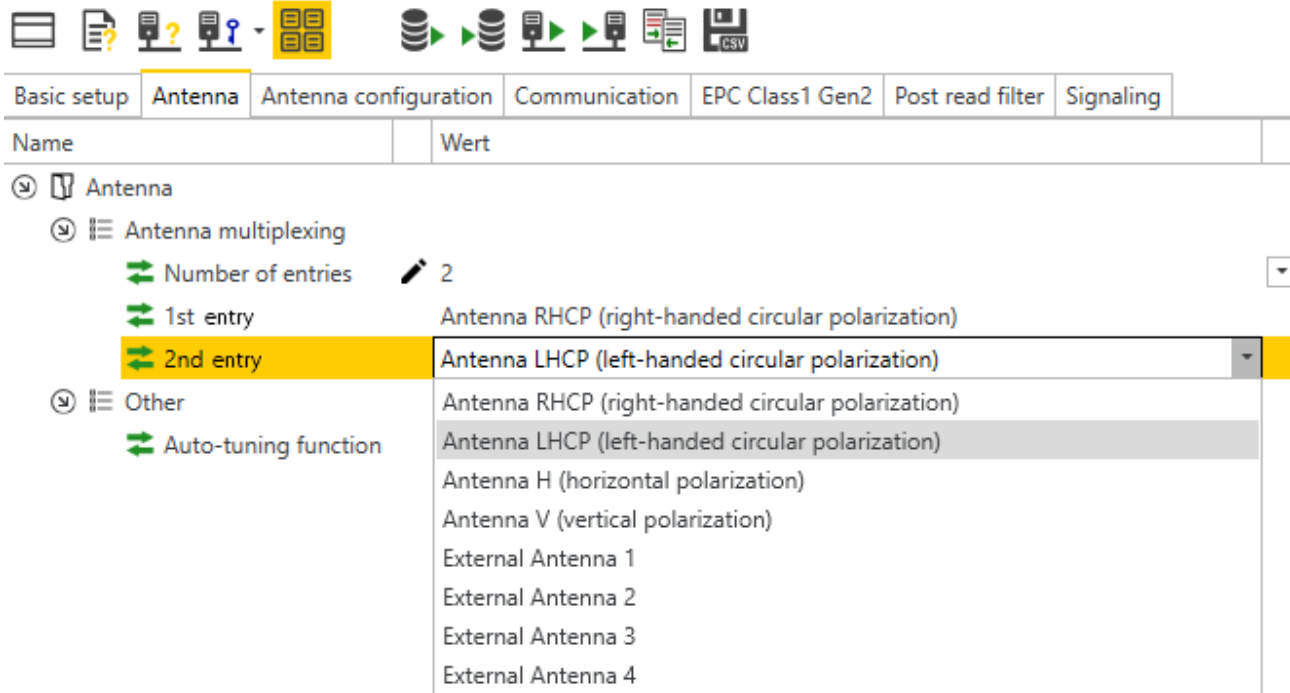 ? ? CSV
Basic setup Antenna Antenna configuration Communication EPC Class1 Gen2 Post read filter Signaling
Name Wert
Antenna
Antenna multiplexing
Number of entries 2
1st entry Antenna RHCP (right-handed circular polarization)
2nd entry Antenna LHCP (left-handed circular polarization)
Other Antenna RHCP (right-handed circular polarization)
Auto-tuning function Antenna LHCP (left-handed circular polarization)
Antenna H (horizontal polarization)
Antenna V (vertical polarization)
External Antenna 1
External Antenna 2
External Antenna 3
External Antenna 4